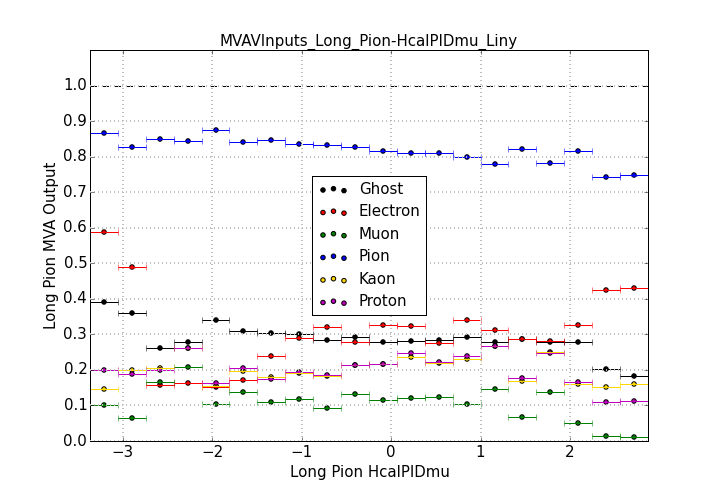 MVAVInputs_Long_Pion-HcalPIDmu_Liny
Long Pion MVA Output
1.0
0.9
0.8
0.7
0.6
0.5
0.4
0.3
0.2
0.1
0.0
Ghost
Electron
Muon
Pion
Kaon
Proton
−3 −2 −1 0 1 2
Long Pion HcalPIDmu